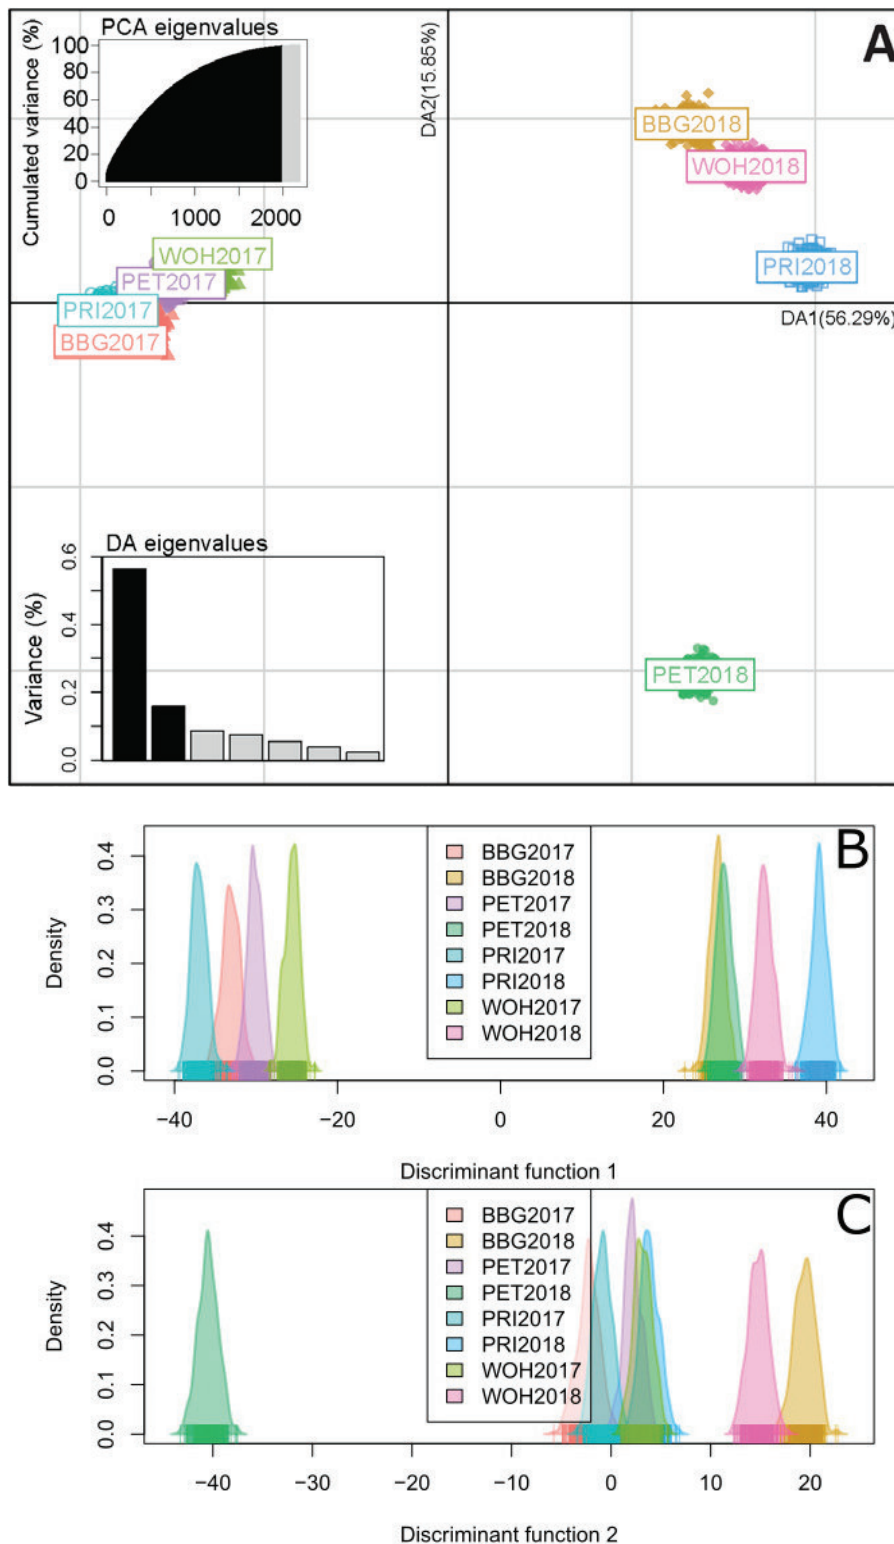 A
PCA eigenvalues
Cumulated variance (%)
100
80
60
40
20
0
0 1000 2000
DA2(15.85%)
BBG2018
WOH2018
PRI2018
DA1(56.29%)
WOH2017
PET2017
PRI2017
BBG2017
PET2018
DA eigenvalues
Variance (%)
0.6
0.4
0.2
0.0
B
Density
0.4
0.3
0.2
0.1
0.0
BBG2017
BBG2018
PET2017
PET2018
PRI2017
PRI2018
WOH2017
WOH2018
−40 −20 0 20 40
Discriminant function 1
C
Density
0.4
0.3
0.2
0.1
0.0
BBG2017
BBG2018
PET2017
PET2018
PRI2017
PRI2018
WOH2017
WOH2018
−40 −30 −20 −10 0 10 20
Discriminant function 2